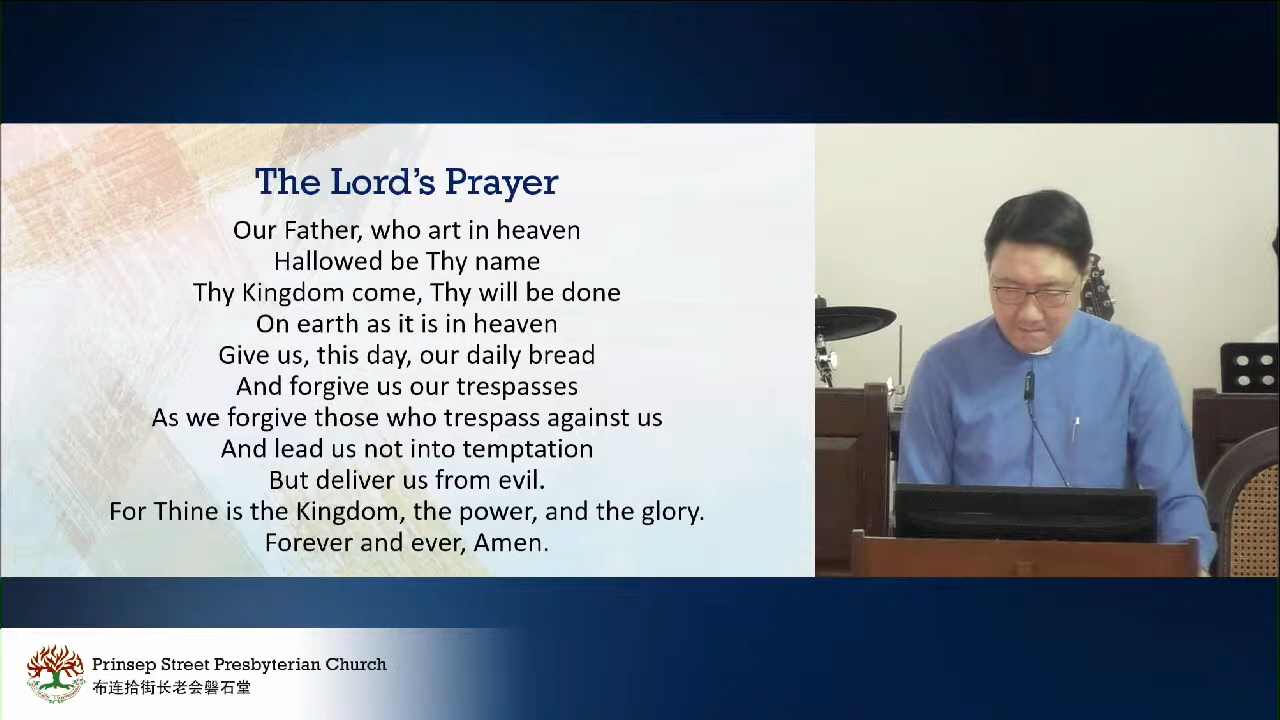 The Lord's Prayer
Our Father, who art in heaven
Hallowed be Thy name
Thy Kingdom come, Thy will be done
On earth as it is in heaven
Give us, this day, our daily bread
And forgive us our trespasses
As we forgive those who trespass against us
And lead us not into temptation
But deliver us from evil.
For Thine is the Kingdom, the power, and the glory.
Forever and ever, Amen.
Prinsep Street Presbyterian Church
布连拾街长老会磐石堂